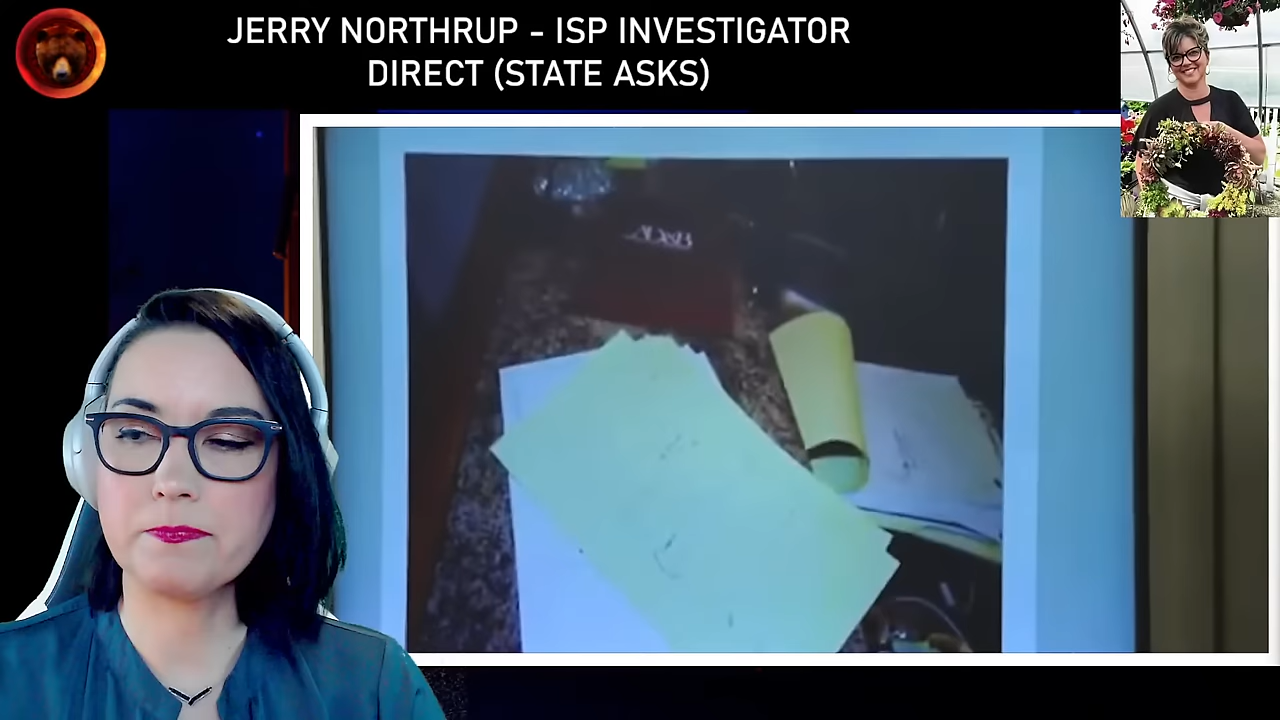 JERRY NORTHRUP - ISP INVESTIGATOR
DIRECT (STATE ASKS)